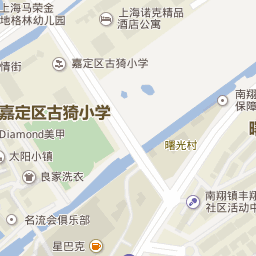 上海马荣金
地格林幼儿园
上海诺克精品
酒店公寓
情街
嘉定区古猗小学
南翔
保障
嘉定区古猗小学
Diamond美甲
曙光村
曙
太阳小镇
良家洗衣
南翔镇丰翔
社区活动中
名流会俱乐部
星巴克